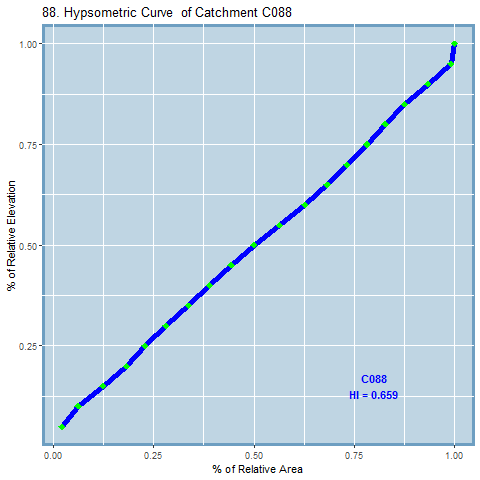 88. Hypsometric Curve  of Catchment C088
% of Relative Elevation
1.00
0.75
0.50
0.25
C088
HI = 0.659
0.00 0.25 0.50 0.75 1.00
% of Relative Area